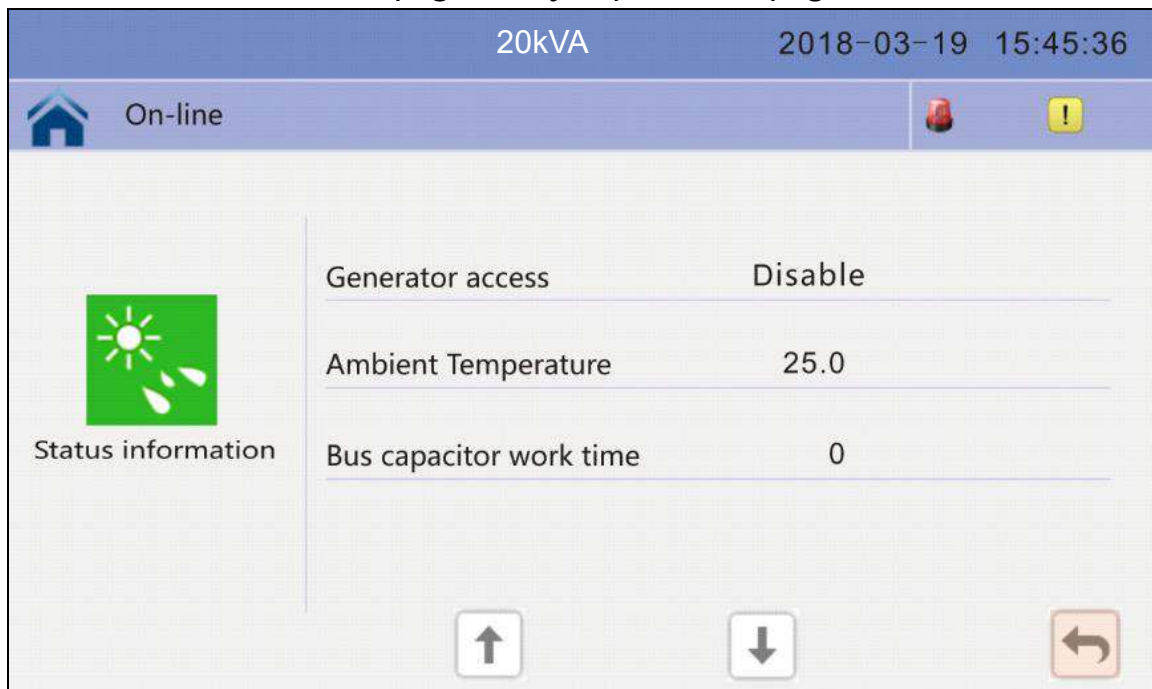 20kVA 2018-03-19 15:45:36
On-line !
Generator access Disable
Ambient Temperature 25.0
Status information
Bus capacitor work time 0